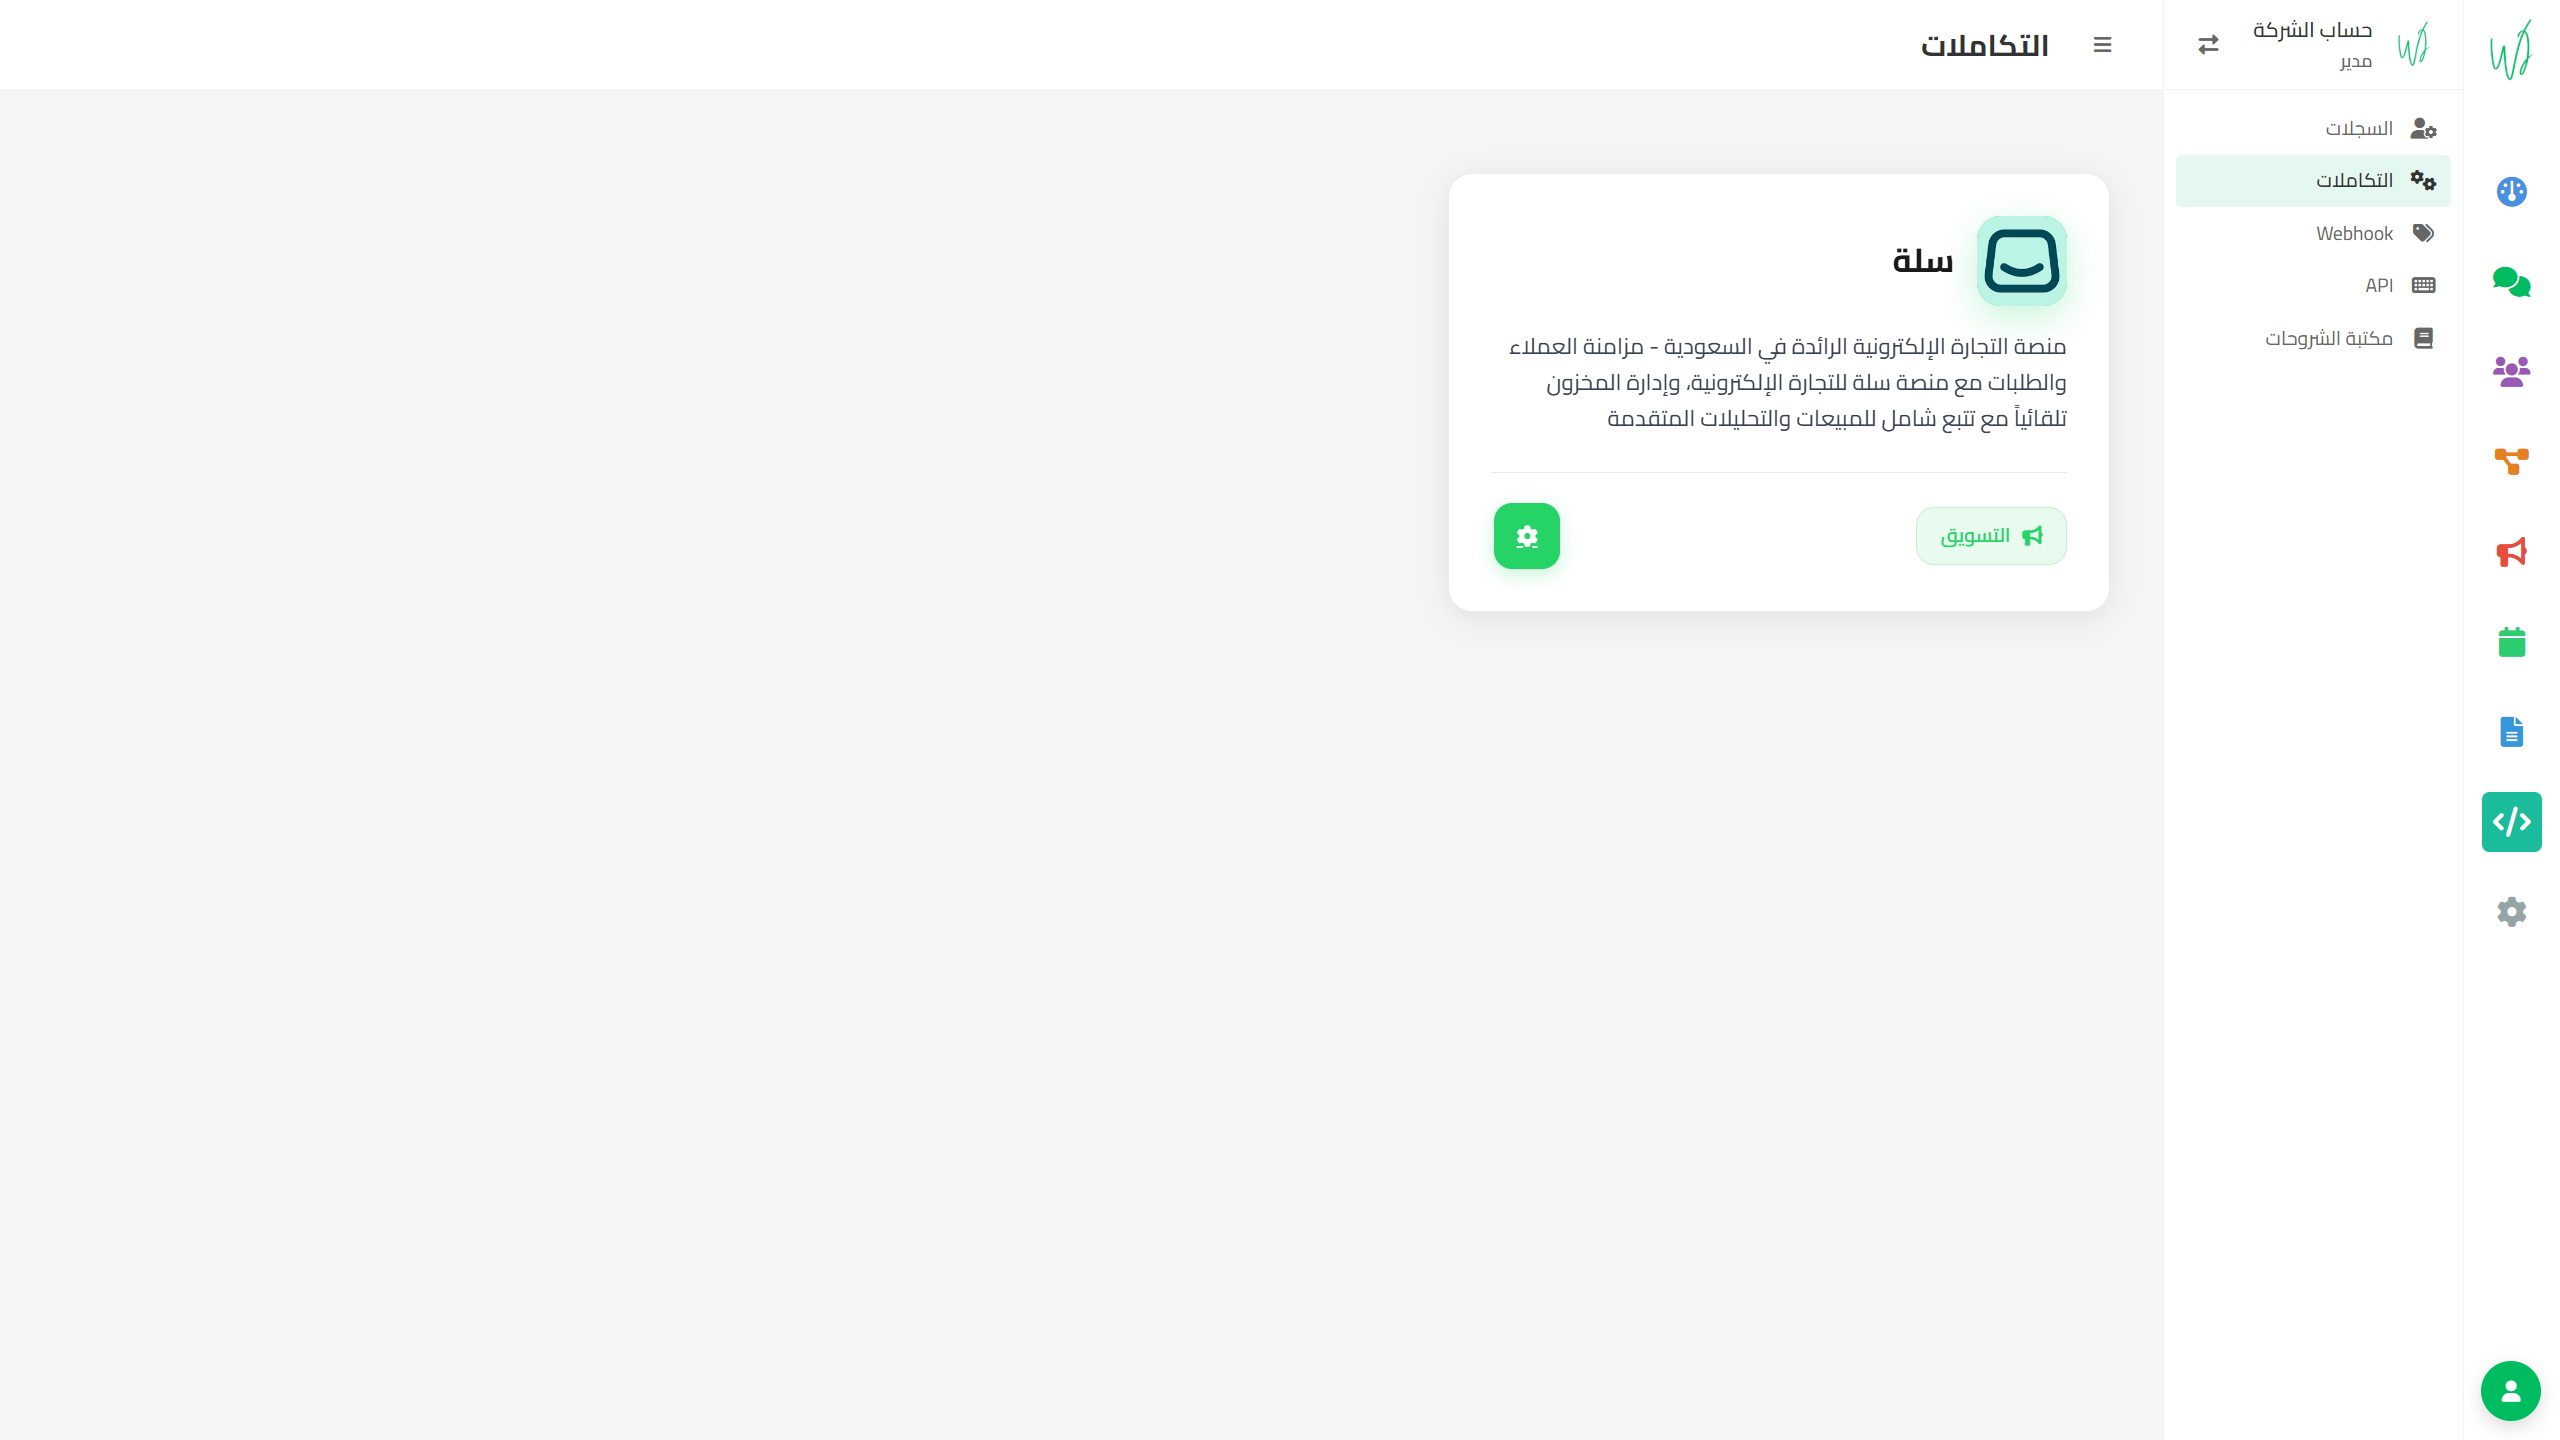 حساب الشركة
مدير
السجلات
التكاملات
Webhook
API
مكتبة الشروحات
التكاملات
سلة
منصة التجارة الإلكترونية الرائدة في السعودية - مزامنة العملاء
والطلبات مع منصة سلة للتجارة الإلكترونية، وإدارة المخزون
تلقائياً مع تتبع شامل للمبيعات والتحليلات المتقدمة
التسويق